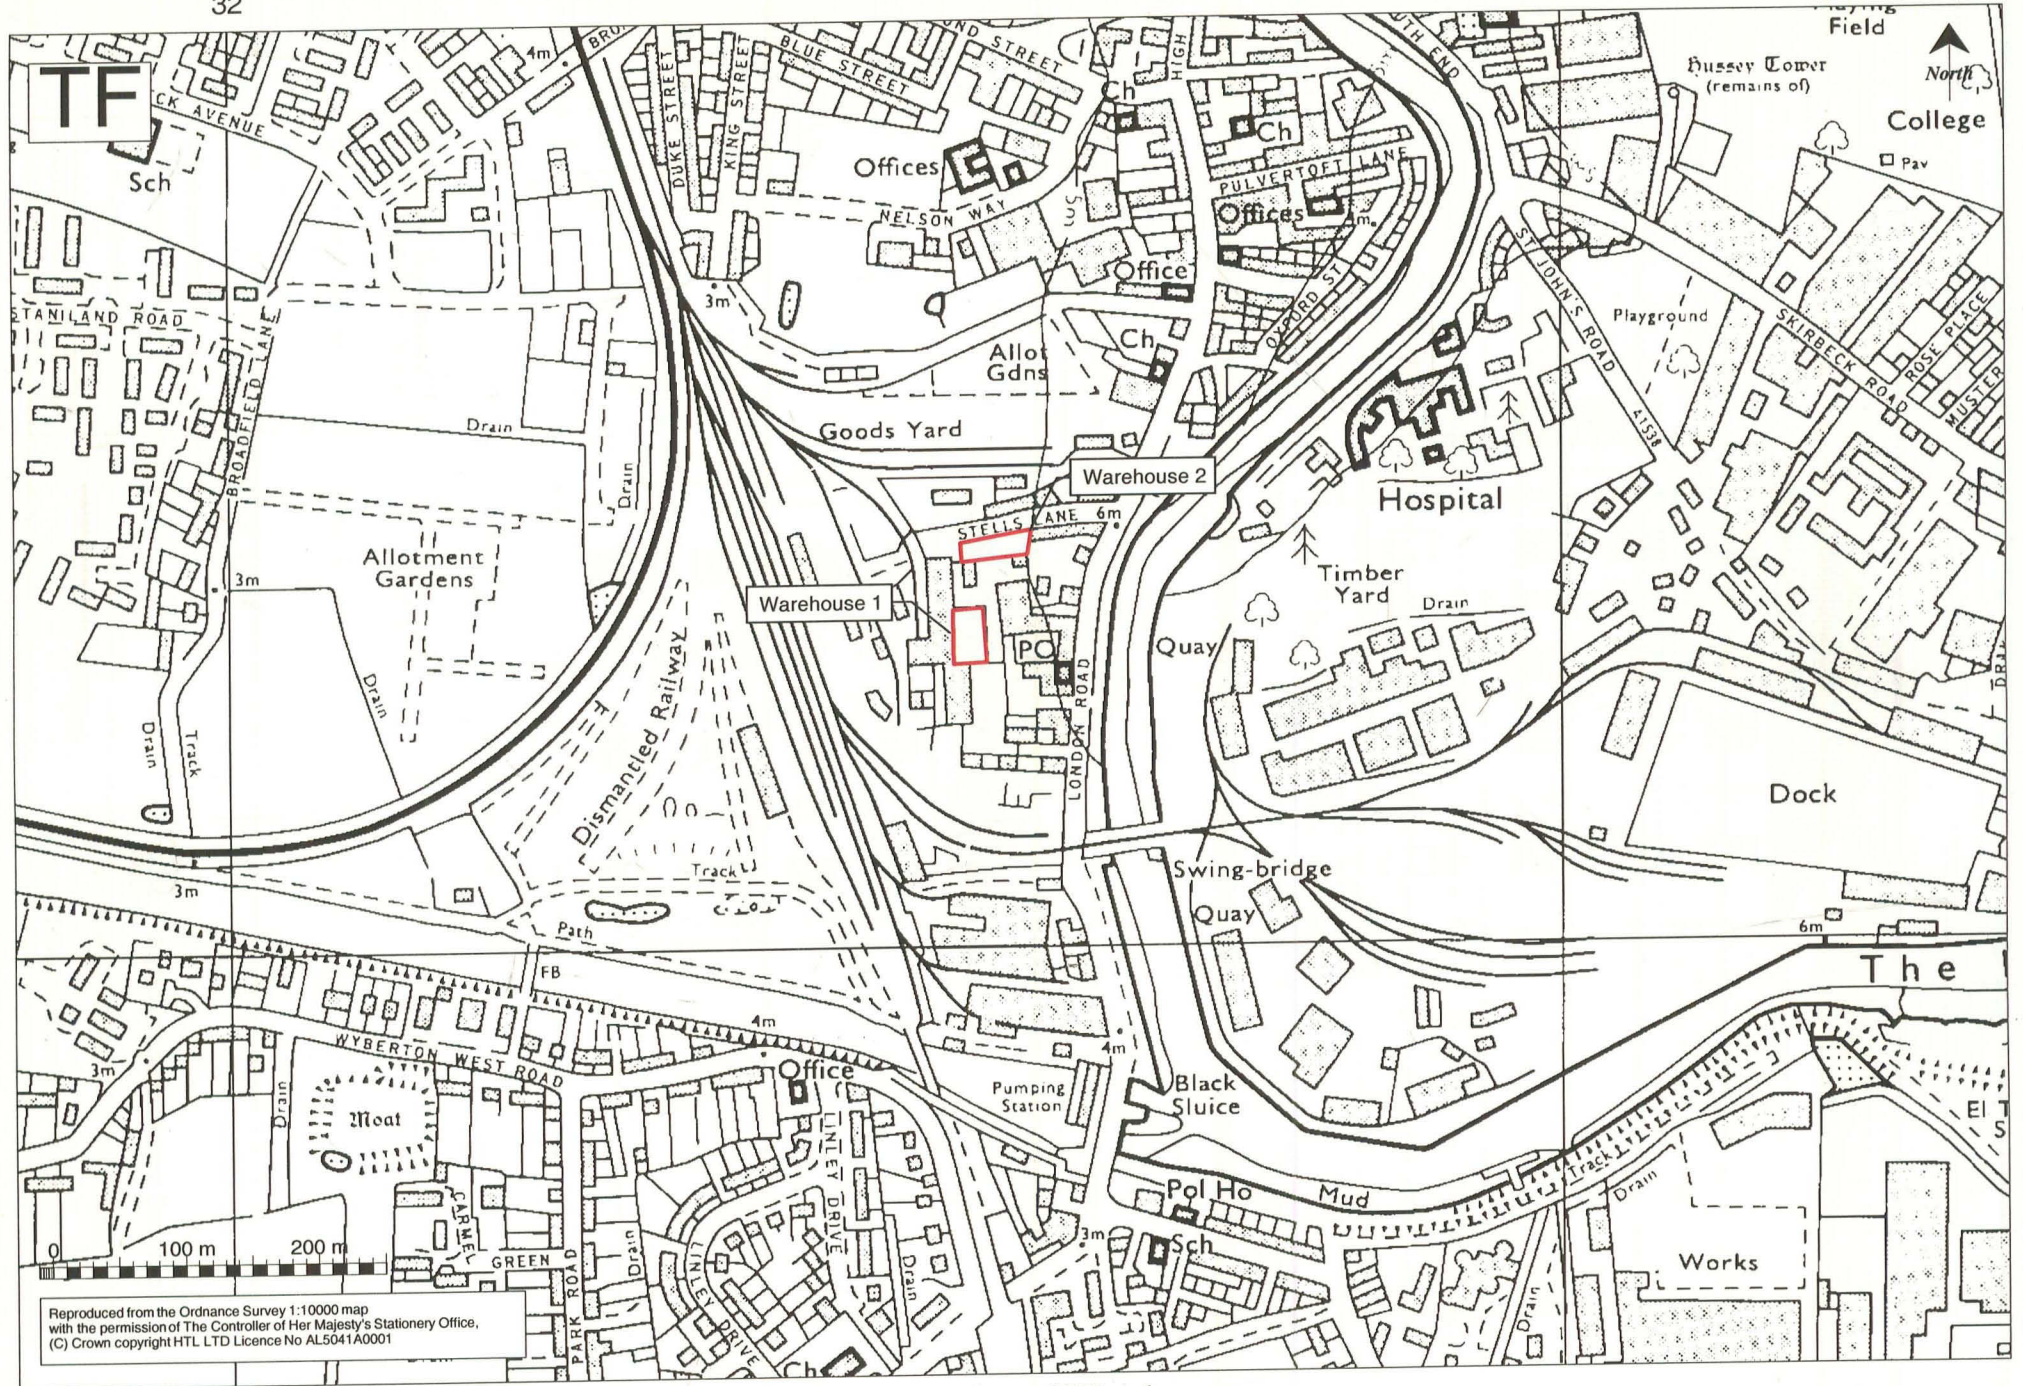 32
TF
North
Field
Hussey Tower
(remains of)
College
Pav
4m
BLUE STREET
DUKE STREET
KING STREET
HIGH
Ch
Ch
AVENUE
Sch
Offices
PULVERTOFT LANE
NELSON WAY
5m
Offices
Office
OXFORD ST
ST JOHN'S ROAD
A1538
Playground
SKIRBECK ROAD
ROSE PLACE
STANILAND ROAD
BROADFIELD LANE
3m
Ch
Allot
Gdns
Drain
Drain
Goods Yard
Warehouse 2
Hospital
STELLS LANE
6m
Allotment
Gardens
3m
Warehouse 1
Timber
Yard
Drain
Quay
PO
LONDON ROAD
Drain
Drain
Track
Dismantled Railway
Dock
Track
Swing-bridge
Quay
3m
Path
FB
6m
The
4m
WYBERTON WEST ROAD
Office
4m
3m
Drain
Moat
Pumping
Station
Black
Sluice
LINLEY DRIVE
Track
Drain
Pol Ho
Mud
Sch
3m
Works
0 100 m 200 m
CARMEL
GREEN
PARK ROAD
Drain
LINLEY DRIVE
Drain
Drain
Ch
Reproduced from the Ordnance Survey 1:10000 map
with the permission of The Controller of Her Majesty's Stationery Office,
(C) Crown copyright HTL LTD Licence No AL5041A0001